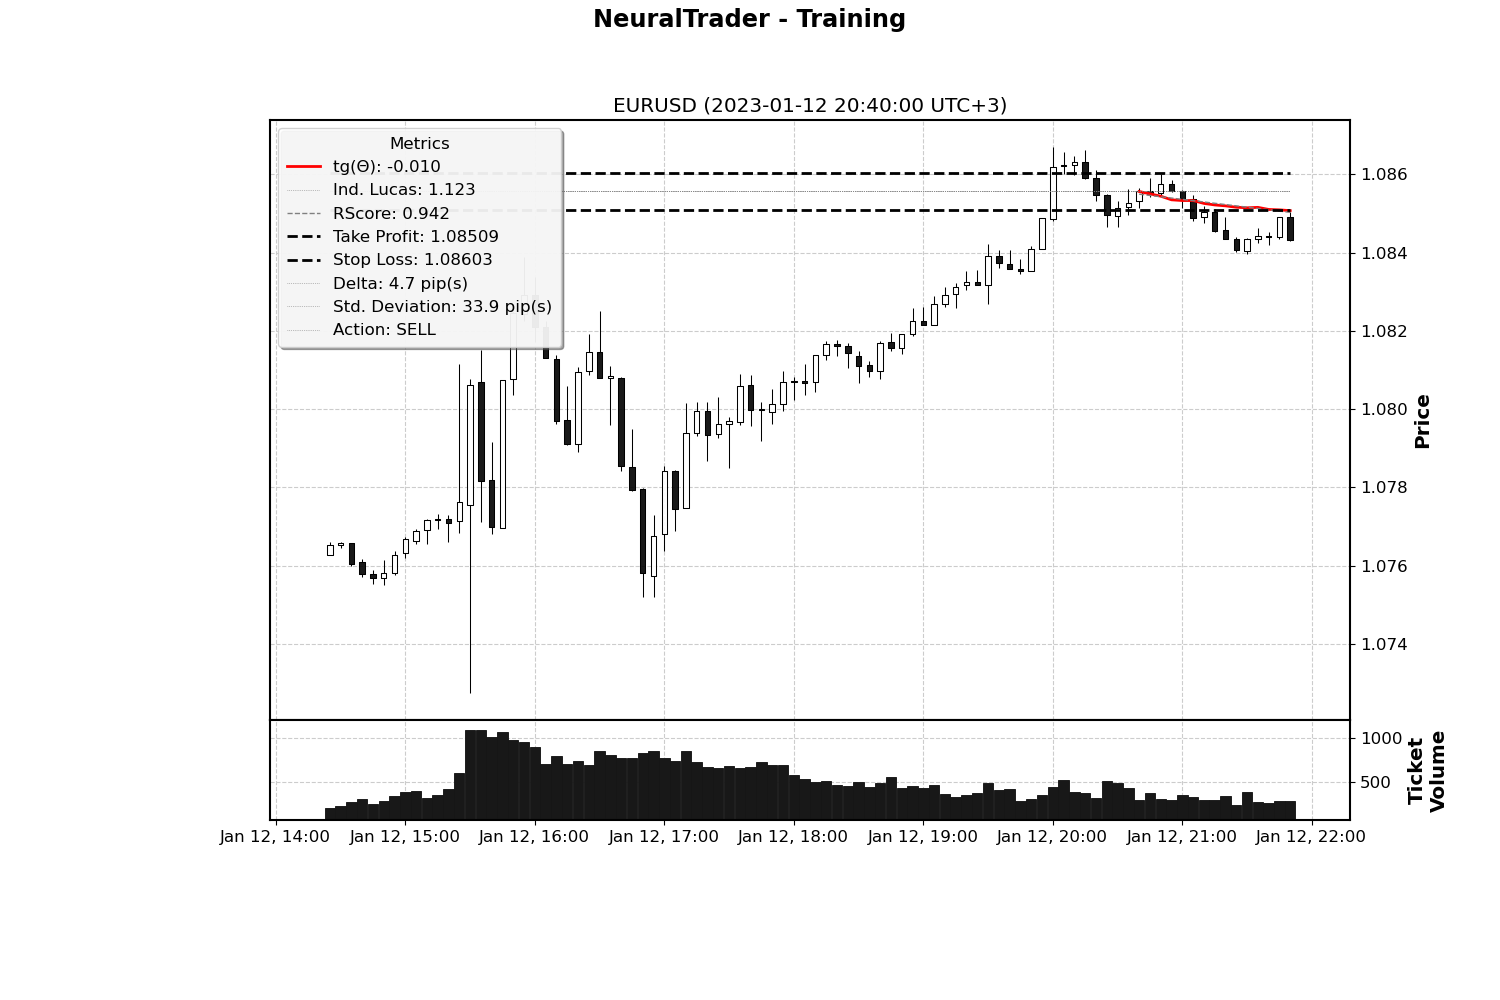 NeuralTrader - Training
EURUSD (2023-01-12 20:40:00 UTC+3)
Metrics
tg(Θ): -0.010
Ind. Lucas: 1.123
RScore: 0.942
Take Profit: 1.08509
Stop Loss: 1.08603
Delta: 4.7 pip(s)
Std. Deviation: 33.9 pip(s)
Action: SELL
1.086
1.084
1.082
1.080
1.078
1.076
1.074
Price
1000
500
Ticket
Volume
Jan 12, 14:00
Jan 12, 15:00
Jan 12, 16:00
Jan 12, 17:00
Jan 12, 18:00
Jan 12, 19:00
Jan 12, 20:00
Jan 12, 21:00
Jan 12, 22:00